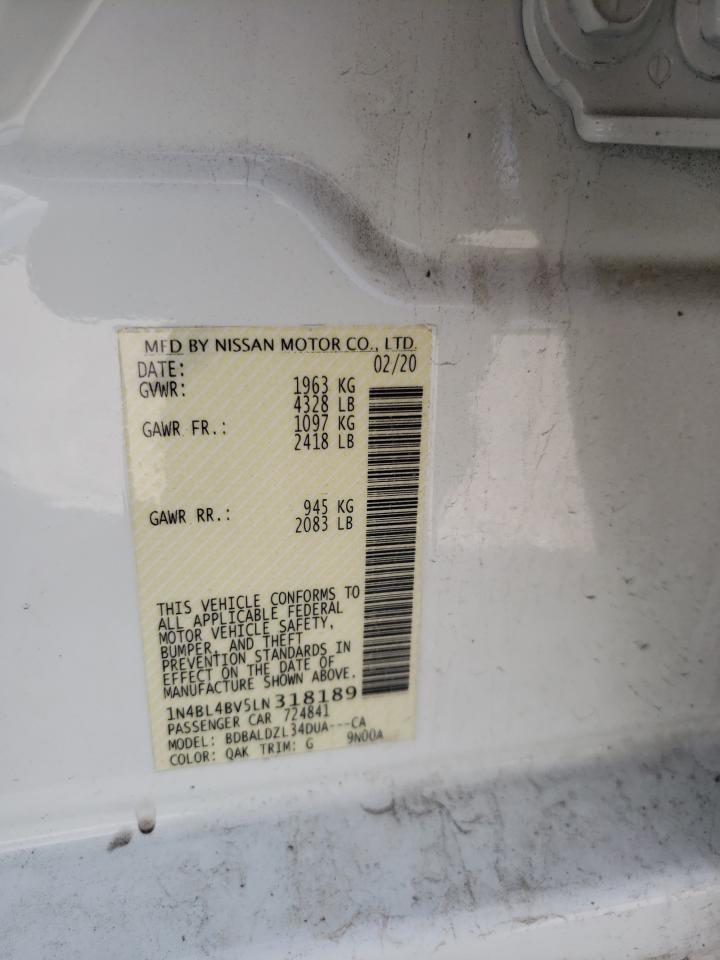 MFD BY NISSAN MOTOR CO., LTD.
DATE: 02/20
GVWR: 1963 KG
4328 LB
GAWR FR.: 1097 KG
2418 LB
GAWR RR.: 945 KG
2083 LB
THIS VEHICLE CONFORMS TO
ALL APPLICABLE FEDERAL
MOTOR VEHICLE SAFETY,
BUMPER, AND THEFT
PREVENTION STANDARDS IN
EFFECT ON THE DATE OF
MANUFACTURE SHOWN ABOVE.
1N4BL4BV5LN318189
PASSENGER CAR 724841
MODEL: BDBALDZL34DUA---CA
COLOR: QAK TRIM: G 9N00A